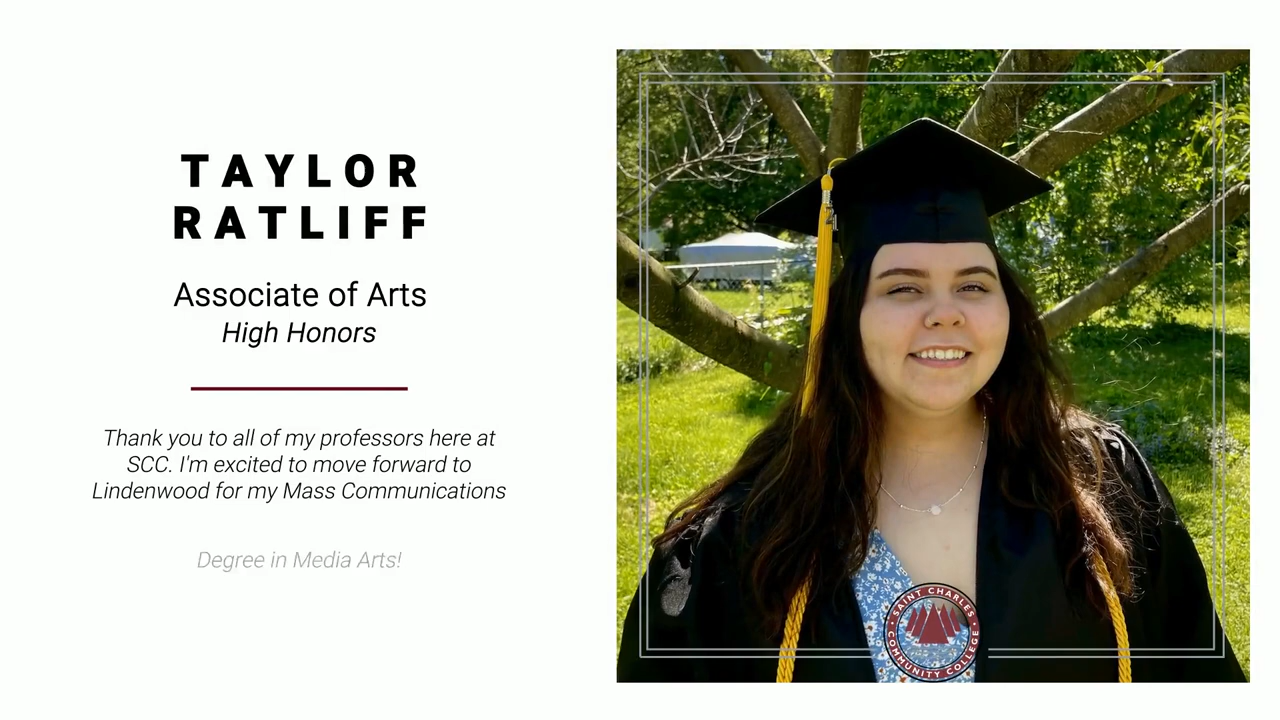 TAYLOR
RATLIFF
Associate of Arts
High Honors
Thank you to all of my professors here at
SCC. I'm excited to move forward to
Lindenwood for my Mass Communications
Degree in Media Arts!
SAINT CHARLES
COMMUNITY COLLEGE